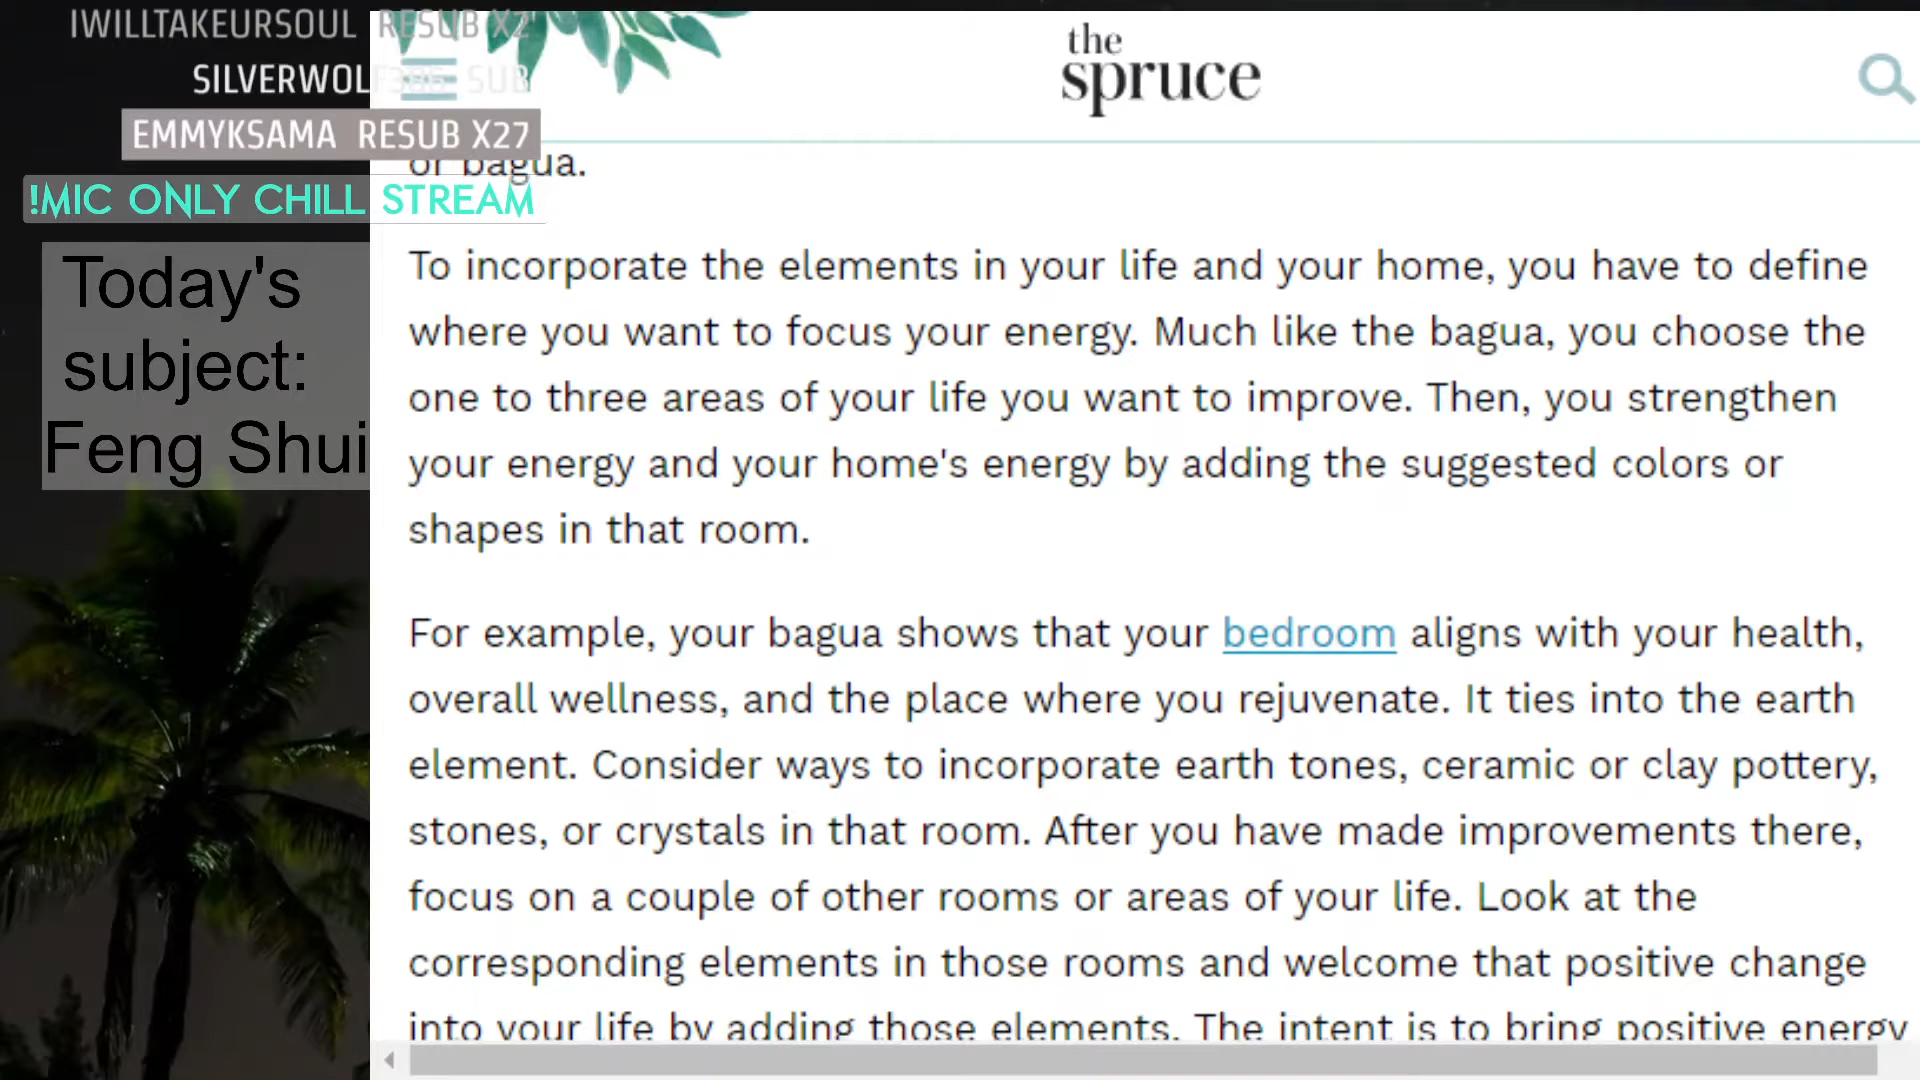 IWILLTAKEURSOUL RESUB X2
SILVERWOLF386 SUB
EMMYKSAMA RESUB X27
!MIC ONLY CHILL STREAM
Today's
subject:
Feng Shui
the
spruce
or bagua.
To incorporate the elements in your life and your home, you have to define
where you want to focus your energy. Much like the bagua, you choose the
one to three areas of your life you want to improve. Then, you strengthen
your energy and your home's energy by adding the suggested colors or
shapes in that room.
For example, your bagua shows that your bedroom aligns with your health,
overall wellness, and the place where you rejuvenate. It ties into the earth
element. Consider ways to incorporate earth tones, ceramic or clay pottery,
stones, or crystals in that room. After you have made improvements there,
focus on a couple of other rooms or areas of your life. Look at the
corresponding elements in those rooms and welcome that positive change
into your life by adding those elements. The intent is to bring positive energy